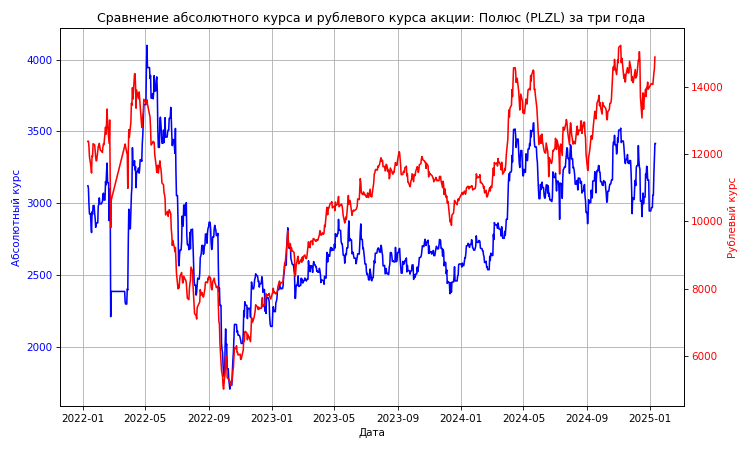 Сравнение абсолютного курса и рублевого курса акции: Полюс (PLZL) за три года
Абсолютный курс
4000
3500
3000
2500
2000
Рублевый курс
14000
12000
10000
8000
6000
2022-01 2022-05 2022-09 2023-01 2023-05 2023-09 2024-01 2024-05 2024-09 2025-01
Дата